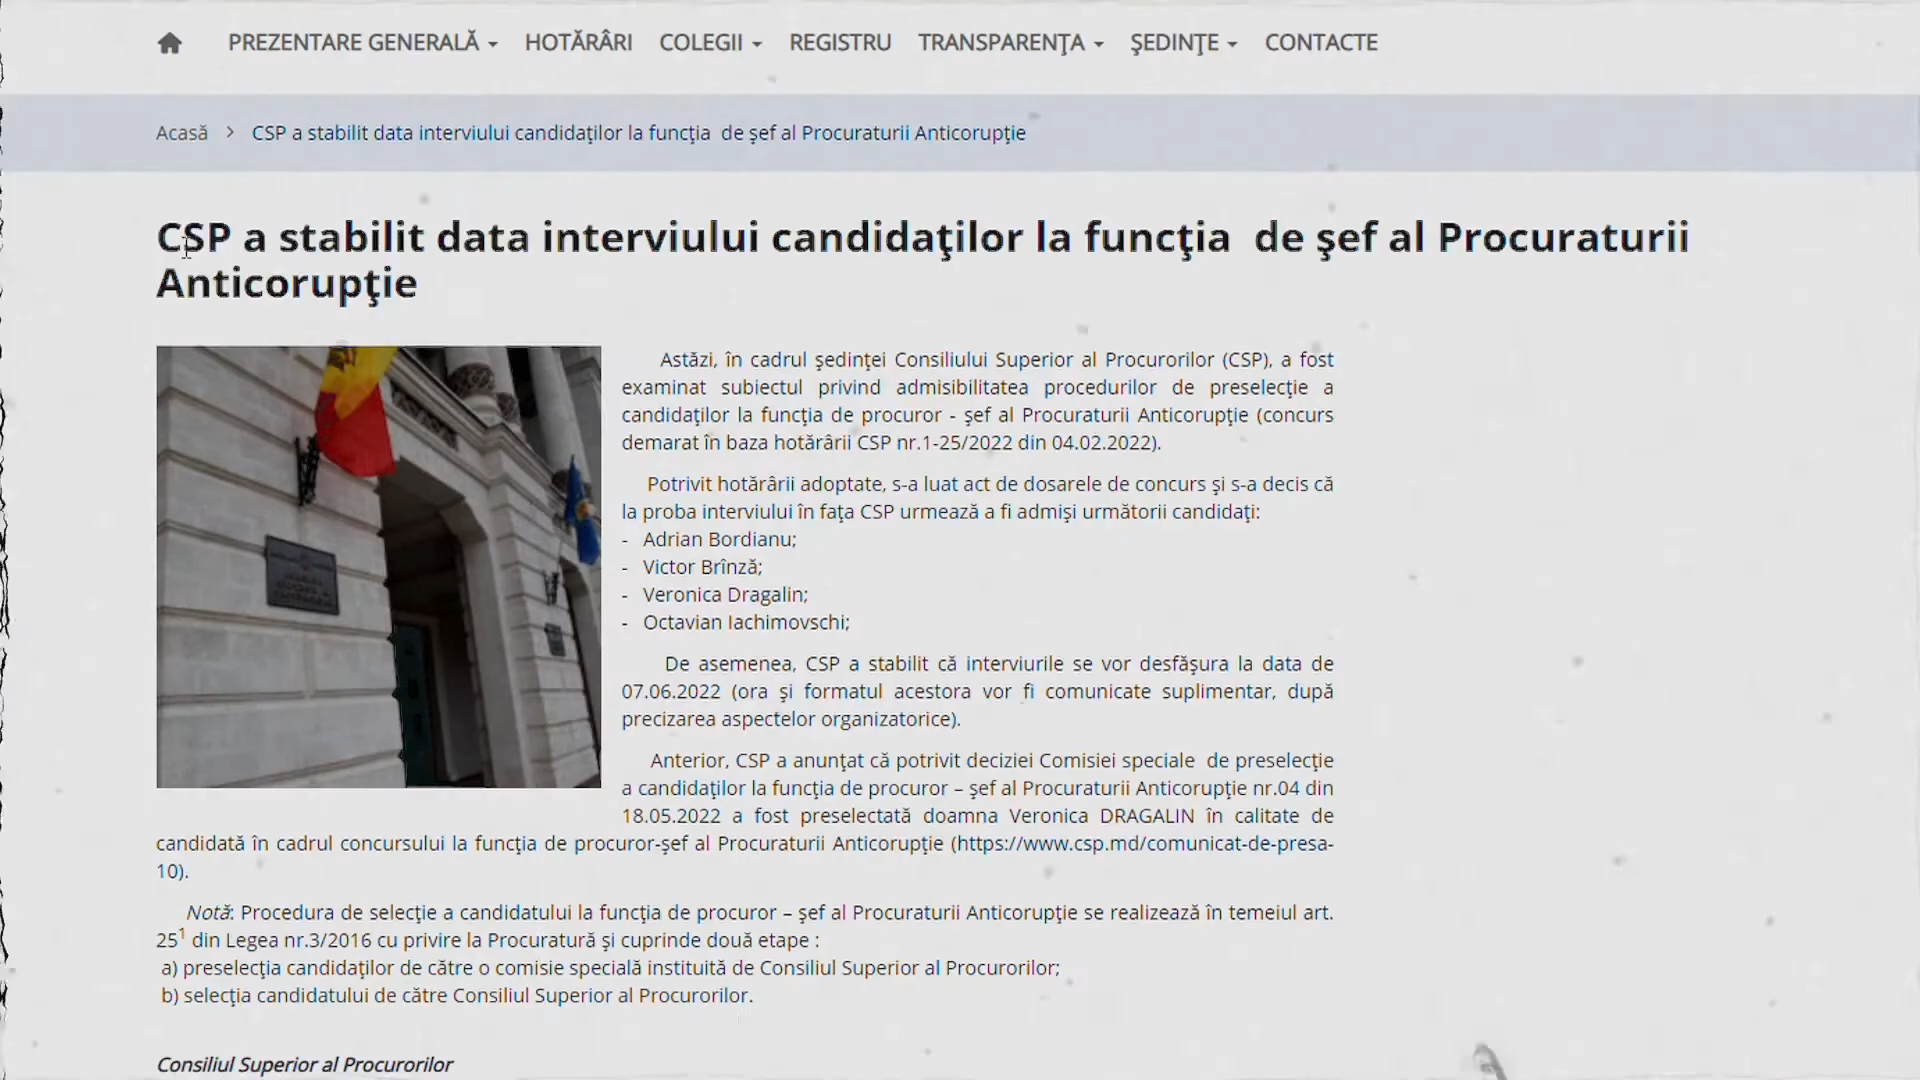 PREZENTARE GENERALĂ HOTĂRÂRI COLEGII REGISTRU TRANSPARENŢA ŞEDINŢE CONTACTE
Acasă > CSP a stabilit data interviului candidaţilor la funcţia de şef al Procuraturii Anticorupţie
CSP a stabilit data interviului candidaţilor la funcţia de şef al Procuraturii
Anticorupţie
Astăzi, în cadrul şedinţei Consiliului Superior al Procurorilor (CSP), a fost
examinat subiectul privind admisibilitatea procedurilor de preselecţie a
candidaţilor la funcţia de procuror - şef al Procuraturii Anticorupţie (concurs
demarat în baza hotărârii CSP nr.1-25/2022 din 04.02.2022).
Potrivit hotărârii adoptate, s-a luat act de dosarele de concurs şi s-a decis că
la proba interviului în faţa CSP urmează a fi admişi următorii candidaţi:
- Adrian Bordianu;
- Victor Brînză;
- Veronica Dragalin;
- Octavian Iachimovschi;
De asemenea, CSP a stabilit că interviurile se vor desfăşura la data de
07.06.2022 (ora şi formatul acestora vor fi comunicate suplimentar, după
precizarea aspectelor organizatorice).
Anterior, CSP a anunţat că potrivit deciziei Comisiei speciale de preselecţie
a candidaţilor la funcţia de procuror – şef al Procuraturii Anticorupţie nr.04 din
18.05.2022 a fost preselectată doamna Veronica DRAGALIN în calitate de
candidată în cadrul concursului la funcţia de procuror-şef al Procuraturii Anticorupţie (https://www.csp.md/comunicat-de-presa-
10).
Notă: Procedura de selecţie a candidatului la funcţia de procuror – şef al Procuraturii Anticorupţie se realizează în temeiul art.
25¹ din Legea nr.3/2016 cu privire la Procuratură şi cuprinde două etape :
a) preselecţia candidaţilor de către o comisie specială instituită de Consiliul Superior al Procurorilor;
b) selecţia candidatului de către Consiliul Superior al Procurorilor.
Consiliul Superior al Procurorilor